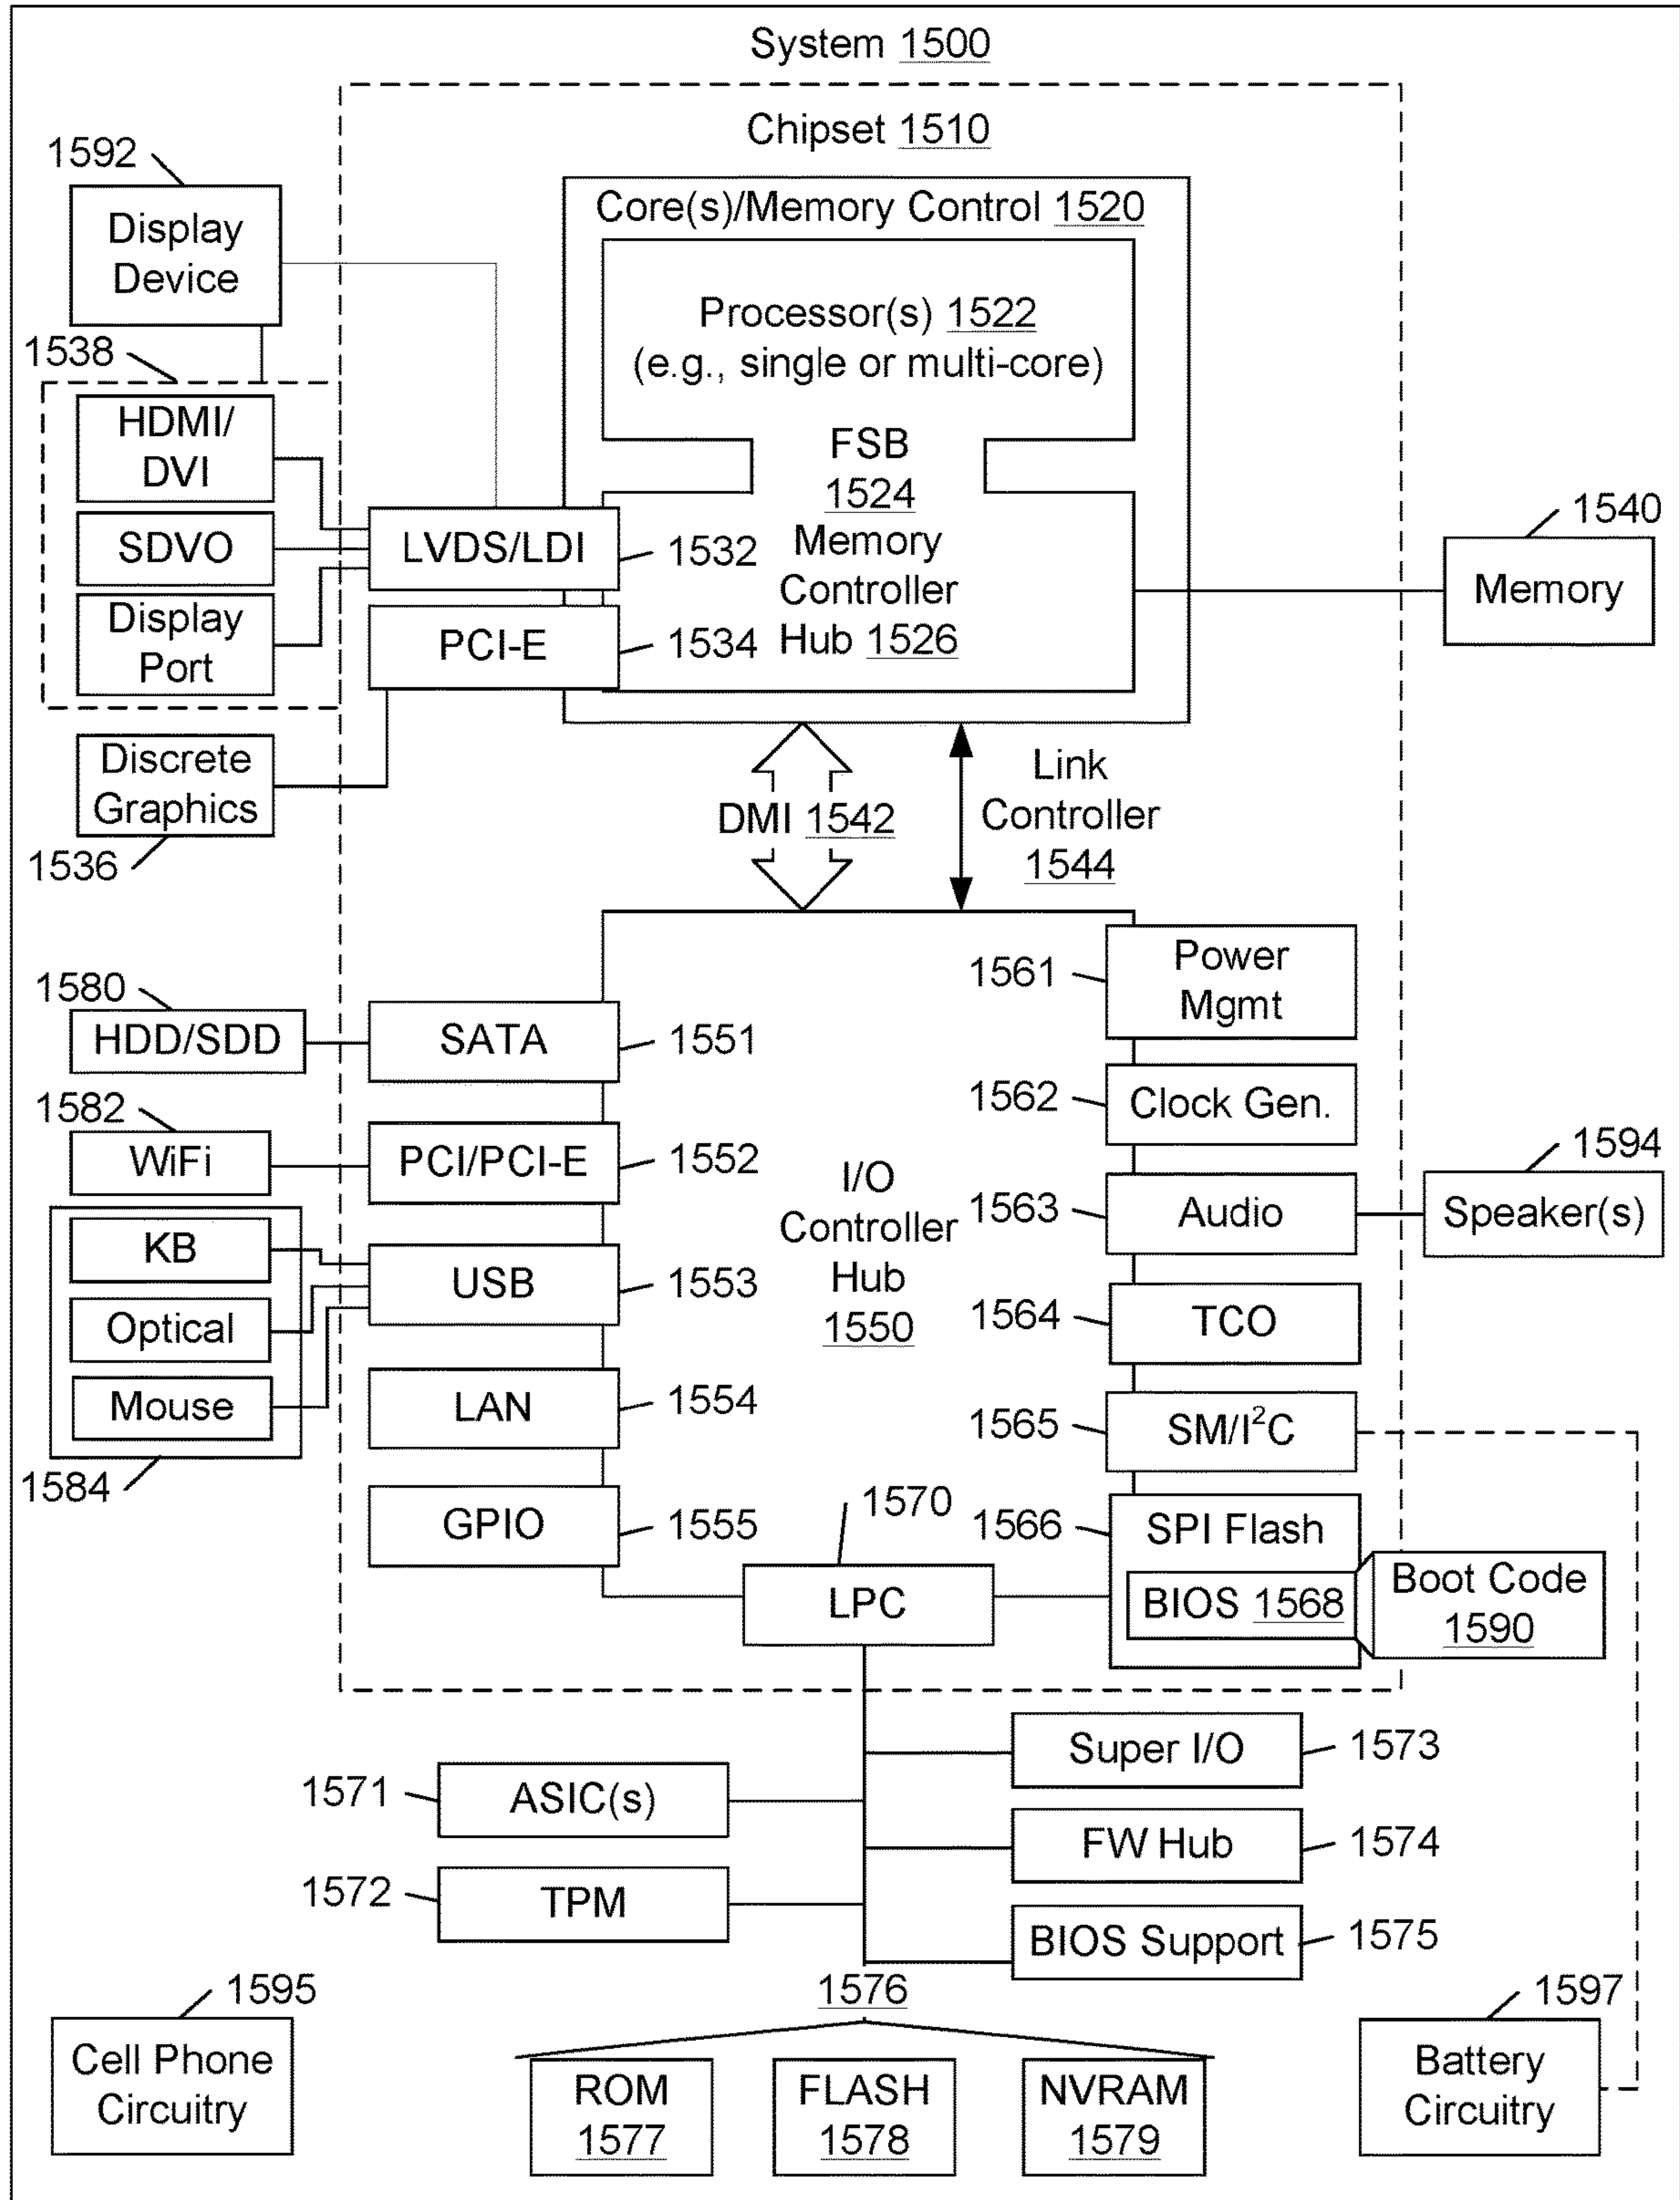 System 1500
Chipset 1510
1592
Display
Device
Core(s)/Memory Control 1520
Processor(s) 1522
(e.g., single or multi-core)
FSB
1524
Memory
Controller
Hub 1526
1538
HDMI/
DVI
SDVO
Display
Port
LVDS/LDI
1532
PCI-E
1534
1540
Memory
Discrete
Graphics
1536
DMI 1542
Link
Controller
1544
1580
HDD/SDD
SATA
1551
1582
WiFi
PCI/PCI-E
1552
KB
Optical
Mouse
1584
USB
1553
LAN
1554
GPIO
1555
I/O
Controller
Hub
1550
1561
Power
Mgmt
1562
Clock Gen.
1563
Audio
1594
Speaker(s)
1564
TCO
1565
SM/I²C
1566
SPI Flash
BIOS 1568
Boot Code
1590
1570
LPC
1571
ASIC(s)
1572
TPM
Super I/O
1573
FW Hub
1574
BIOS Support
1575
1576
ROM
1577
FLASH
1578
NVRAM
1579
1595
Cell Phone
Circuitry
1597
Battery
Circuitry